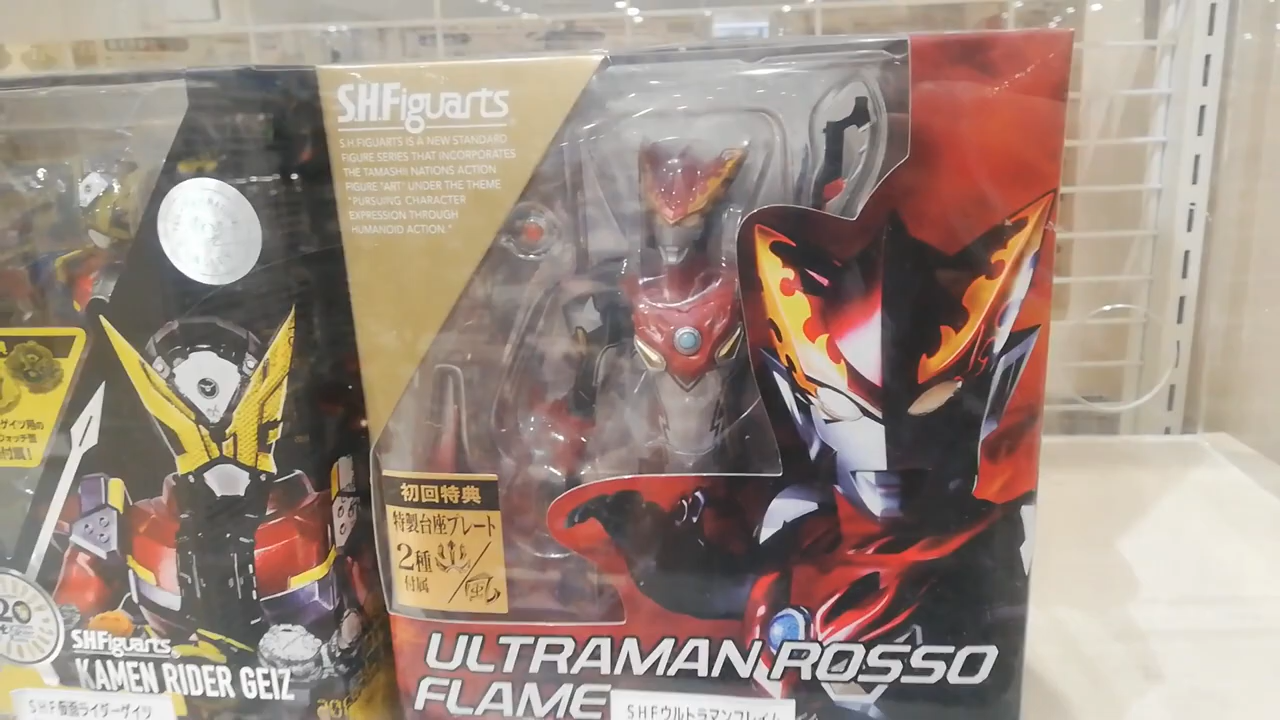 S.H.Figuarts
S.H.FIGUARTS IS A NEW STANDARD
FIGURE SERIES THAT INCORPORATES
THE TAMASHII NATIONS ACTION
FIGURE "ART" UNDER THE THEME
"PURSUING CHARACTER
EXPRESSION THROUGH
HUMANOID ACTION."
初回特典
特製台座プレート
2種
付属
ULTRAMAN ROSSO
FLAME
S.H.Fウルトラマンフレイム
付属!
20
S.H.Figuarts
KAMEN RIDER GEIZ
S.H.F仮面ライダーゲイツ